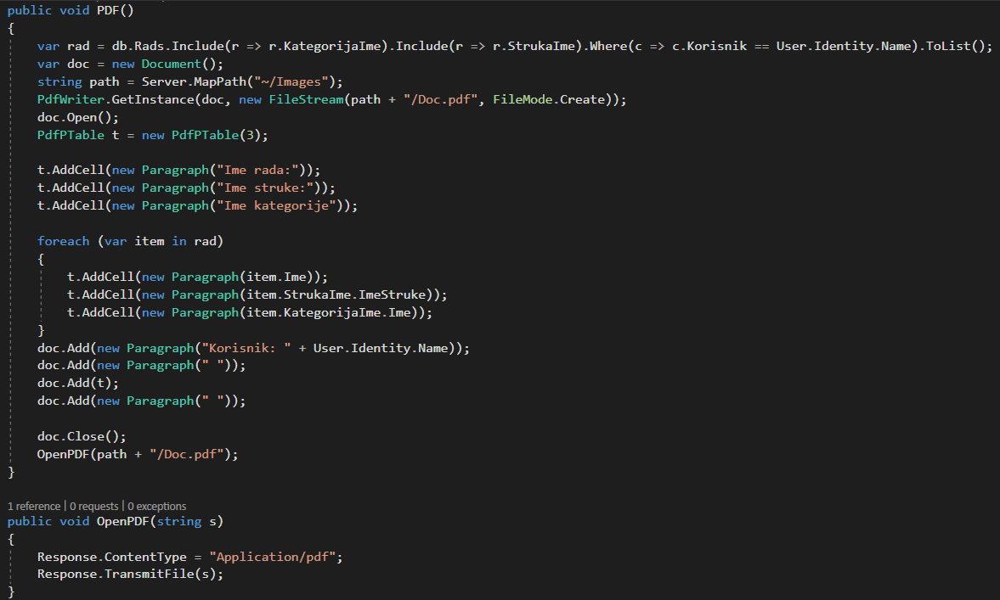 public void PDF()
{
var rad = db.Rads.Include(r => r.KategorijaIme).Include(r => r.StrukaIme).Where(c => c.Korisnik == User.Identity.Name).ToList();
var doc = new Document();
string path = Server.MapPath("~/Images");
PdfWriter.GetInstance(doc, new FileStream(path + "/Doc.pdf", FileMode.Create));
doc.Open();
PdfPTable t = new PdfPTable(3);
t.AddCell(new Paragraph("Ime rada:"));
t.AddCell(new Paragraph("Ime struke:"));
t.AddCell(new Paragraph("Ime kategorije"));
foreach (var item in rad)
{
t.AddCell(new Paragraph(item.Ime));
t.AddCell(new Paragraph(item.StrukaIme.ImeStruke));
t.AddCell(new Paragraph(item.KategorijaIme.Ime));
}
doc.Add(new Paragraph("Korisnik: " + User.Identity.Name));
doc.Add(new Paragraph(" "));
doc.Add(t);
doc.Add(new Paragraph(" "));
doc.Close();
OpenPDF(path + "/Doc.pdf");
}
1 reference | 0 requests | 0 exceptions
public void OpenPDF(string s)
{
Response.ContentType = "Application/pdf";
Response.TransmitFile(s);
}